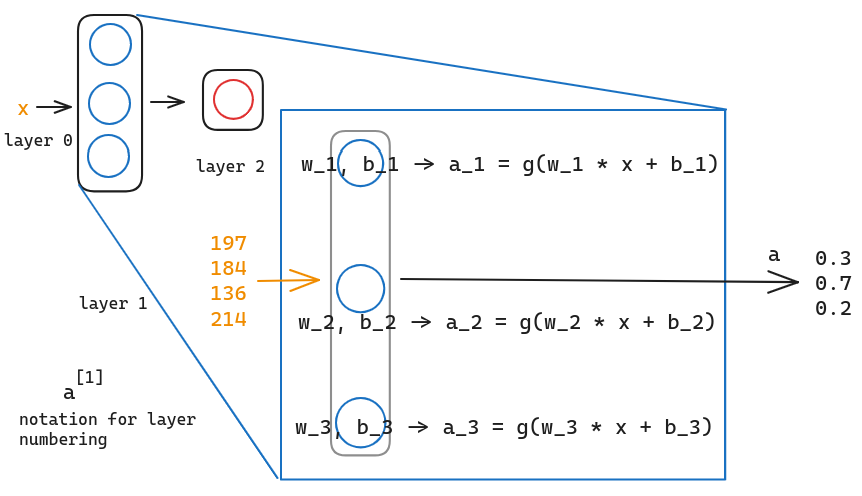 x
layer 0
layer 2
w_1, b_1 → a_1 = g(w_1 * x + b_1)
197
184
136
214
layer 1
a
0.3
0.7
0.2
w_2, b_2 → a_2 = g(w_2 * x + b_2)
a[1]
notation for layer
numbering
w_3, b_3 → a_3 = g(w_3 * x + b_3)